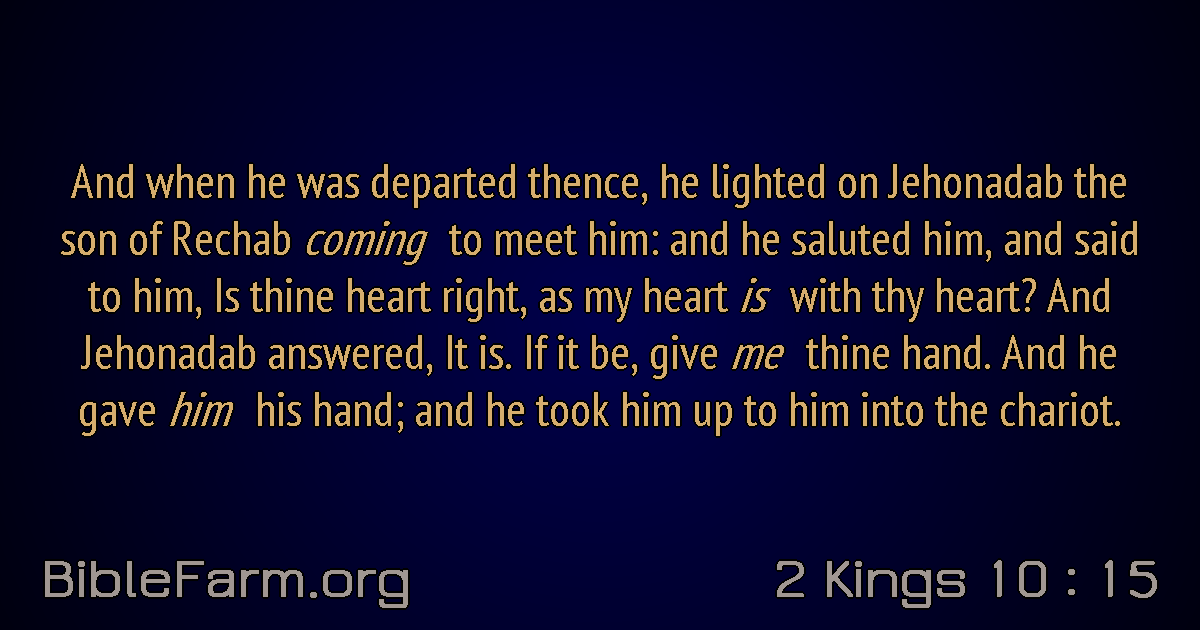 And when he was departed thence, he lighted on Jehonadab the
son of Rechab coming to meet him: and he saluted him, and said
to him, Is thine heart right, as my heart is with thy heart? And
Jehonadab answered, It is. If it be, give me thine hand. And he
gave him his hand; and he took him up to him into the chariot.
BibleFarm.org
2 Kings 10 : 15